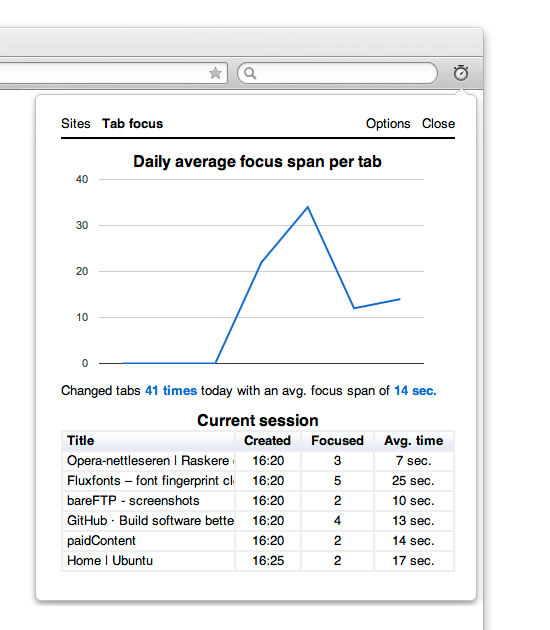 Sites Tab focus Options Close
Daily average focus span per tab
40
30
20
10
0
Changed tabs 41 times today with an avg. focus span of 14 sec.
Current session
Title Created Focused Avg. time
Opera-nettleseren | Raskere 16:20 3 7 sec.
Fluxfonts – font fingerprint cl 16:20 5 25 sec.
bareFTP - screenshots 16:20 2 10 sec.
GitHub · Build software bette 16:20 4 13 sec.
paidContent 16:20 2 14 sec.
Home | Ubuntu 16:25 2 17 sec.